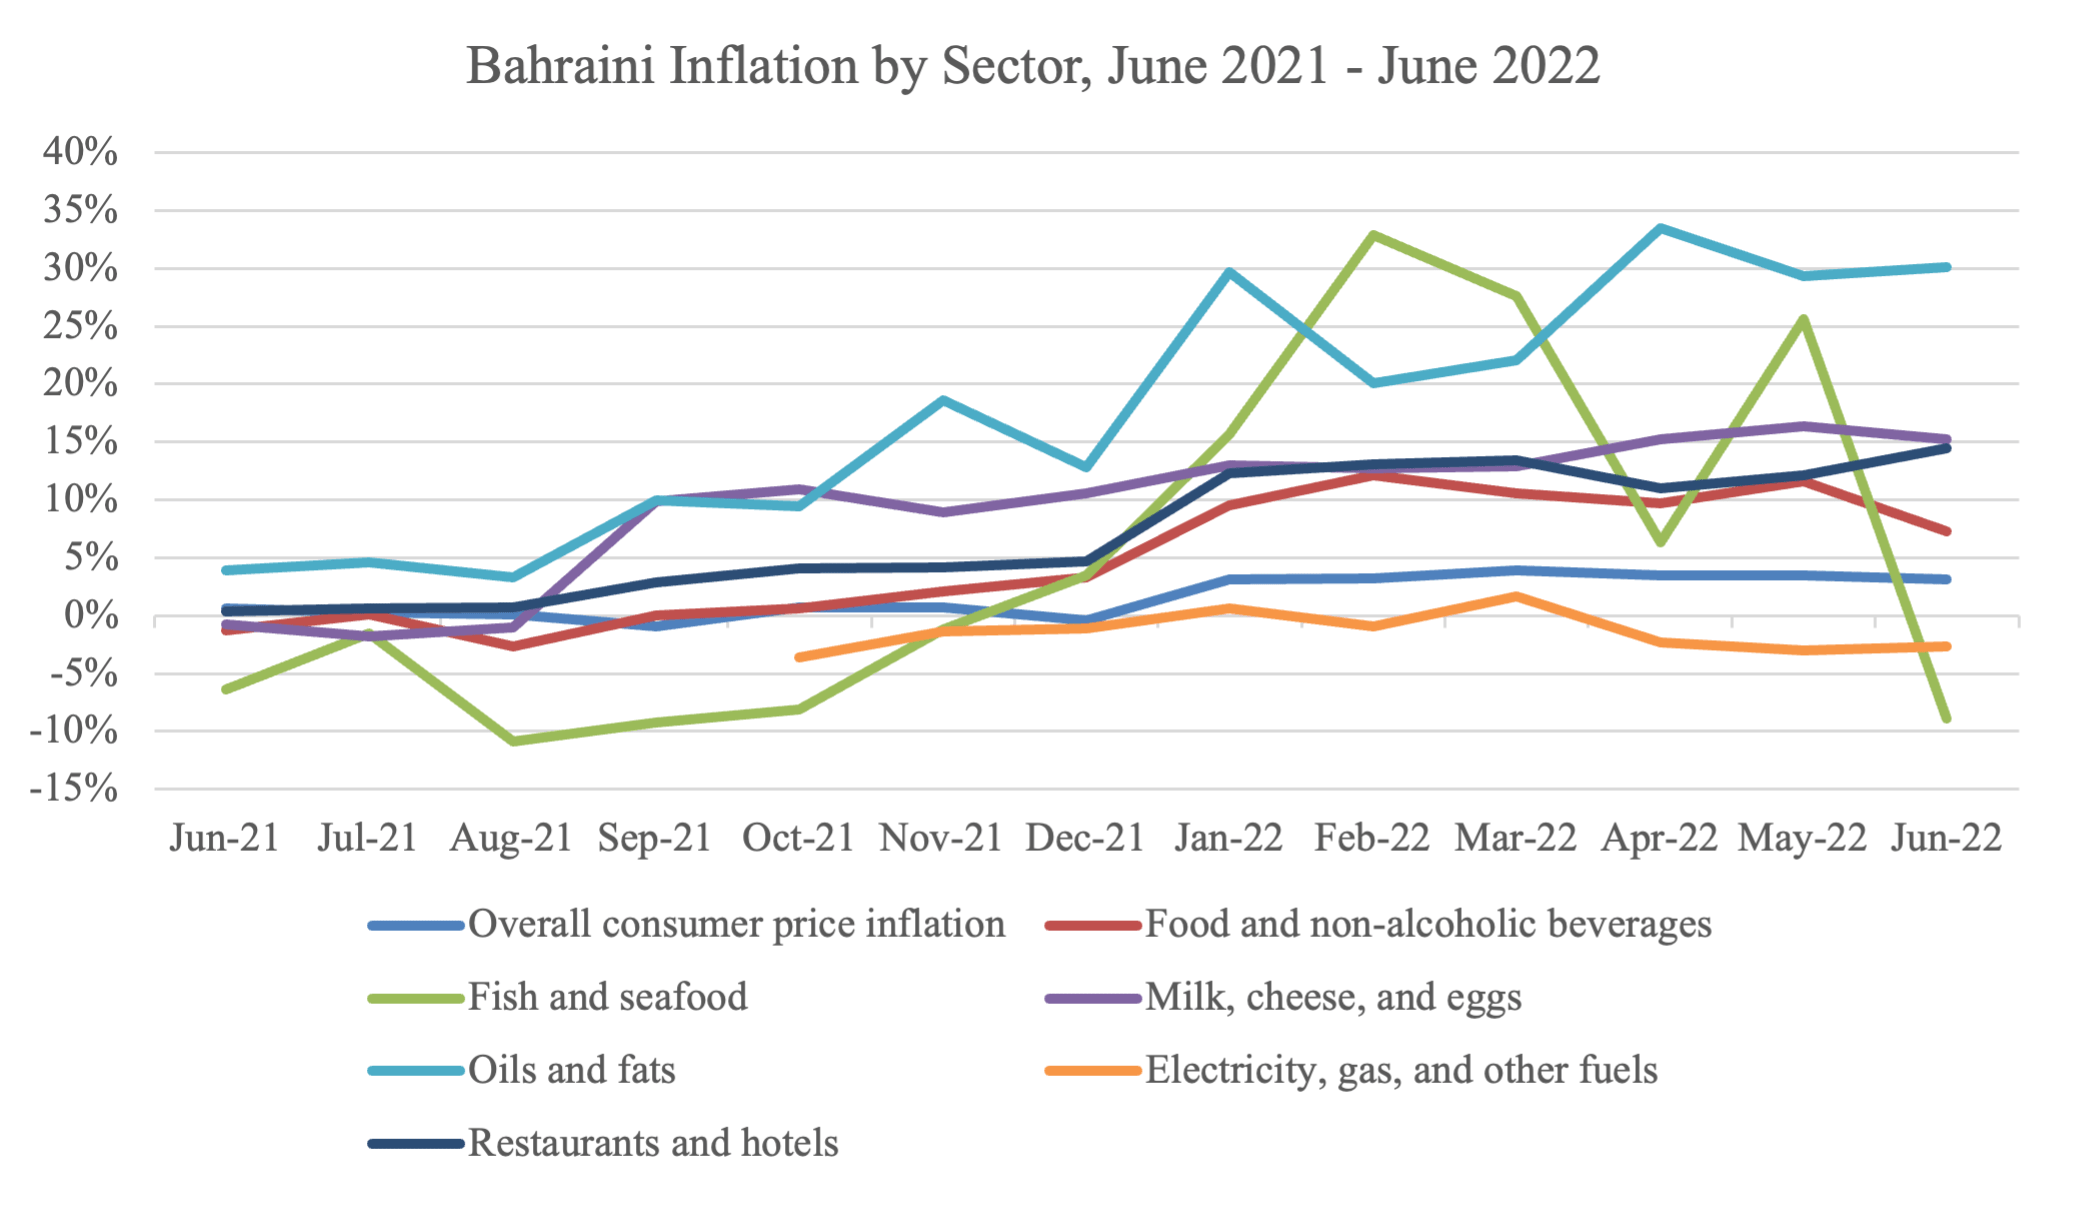 Bahraini Inflation by Sector, June 2021 - June 2022
40%
35%
30%
25%
20%
15%
10%
5%
0%
-5%
-10%
-15%
Jun-21 Jul-21 Aug-21 Sep-21 Oct-21 Nov-21 Dec-21 Jan-22 Feb-22 Mar-22 Apr-22 May-22 Jun-22
Overall consumer price inflation Food and non-alcoholic beverages
Fish and seafood Milk, cheese, and eggs
Oils and fats Electricity, gas, and other fuels
Restaurants and hotels